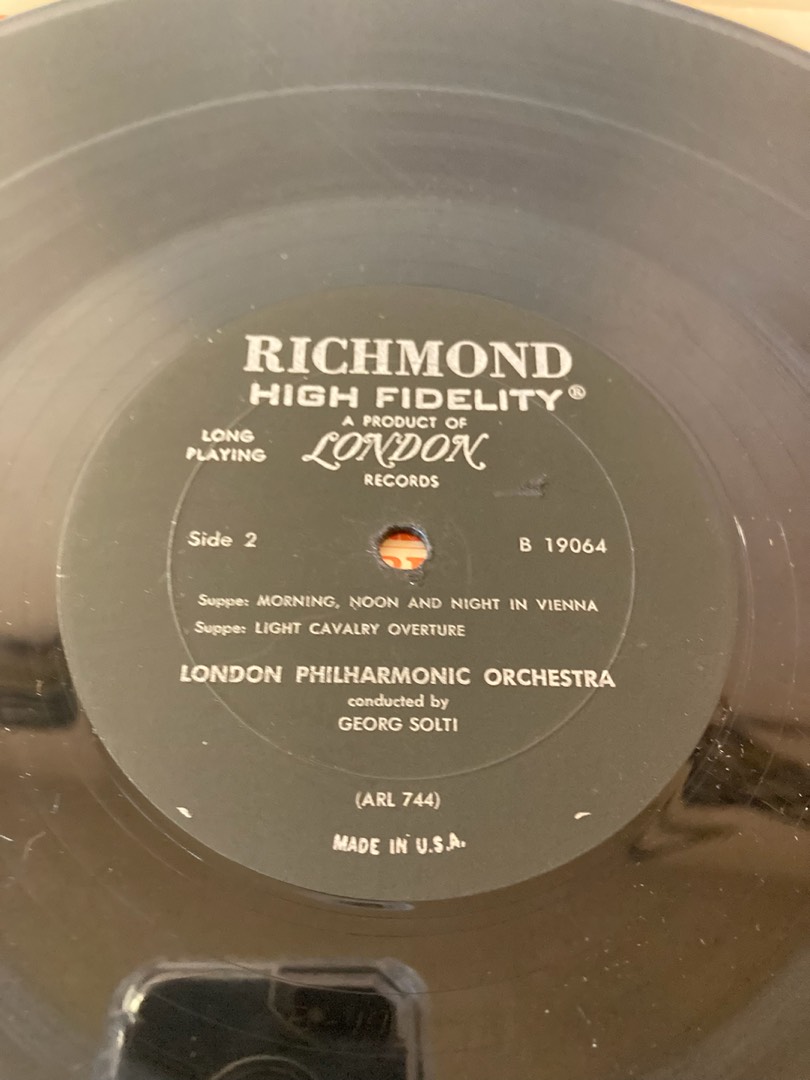 RICHMOND
HIGH FIDELITY®
A PRODUCT OF
LONG PLAYING
LONDON
RECORDS
Side 2
B 19064
Suppe: MORNING, NOON AND NIGHT IN VIENNA
Suppe: LIGHT CAVALRY OVERTURE
LONDON PHILHARMONIC ORCHESTRA
conducted by
GEORG SOLTI
(ARL 744)
MADE IN U.S.A.